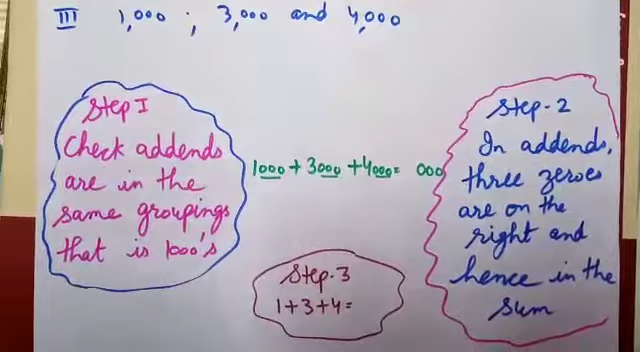 III 1,000 ; 3,000 and 4,000
Step I
Check addends
are in the
same groupings
that is 1000's
1000 + 3000 + 4000 = 000
Step-2
In addends,
three zeroes
are on the
right and
hence in the
sum
Step-3
1+3+4=